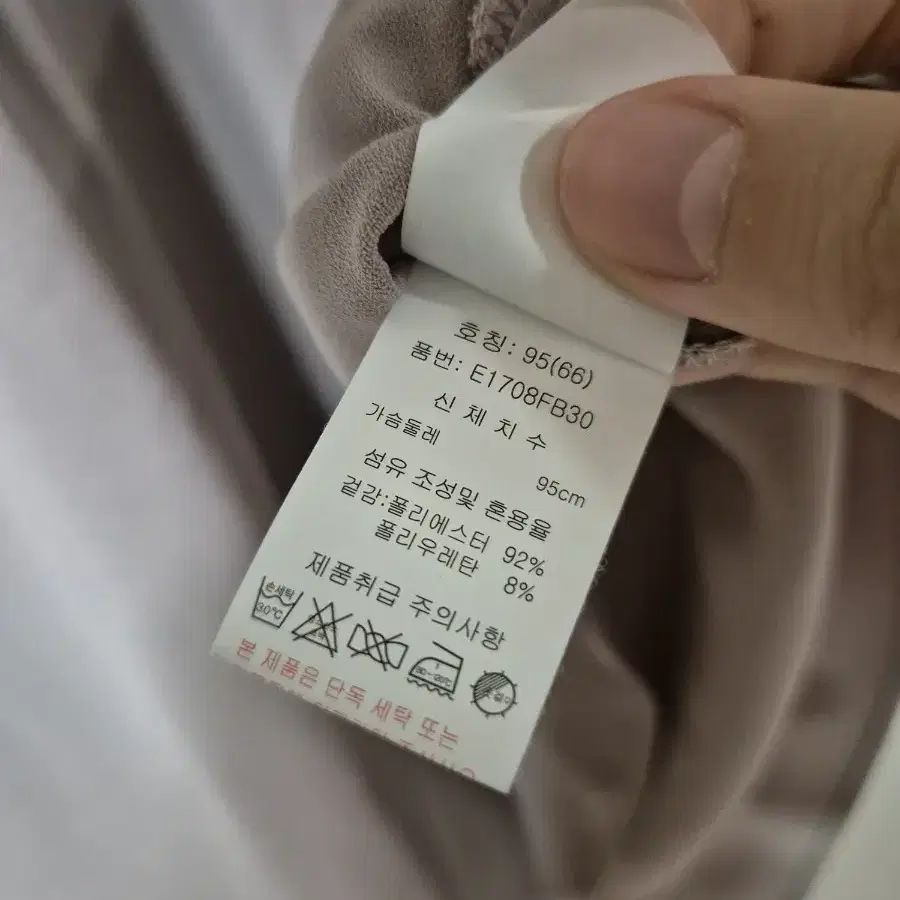 호칭: 95(66)
품번: E1708FB30
신 체 치 수
가슴둘레 95cm
섬유 조성및 혼용율
겉감:폴리에스터 92%
폴리우레탄 8%
제품취급 주의사항
손세탁
30℃
80~120℃
본 제품은 단독 세탁 또는